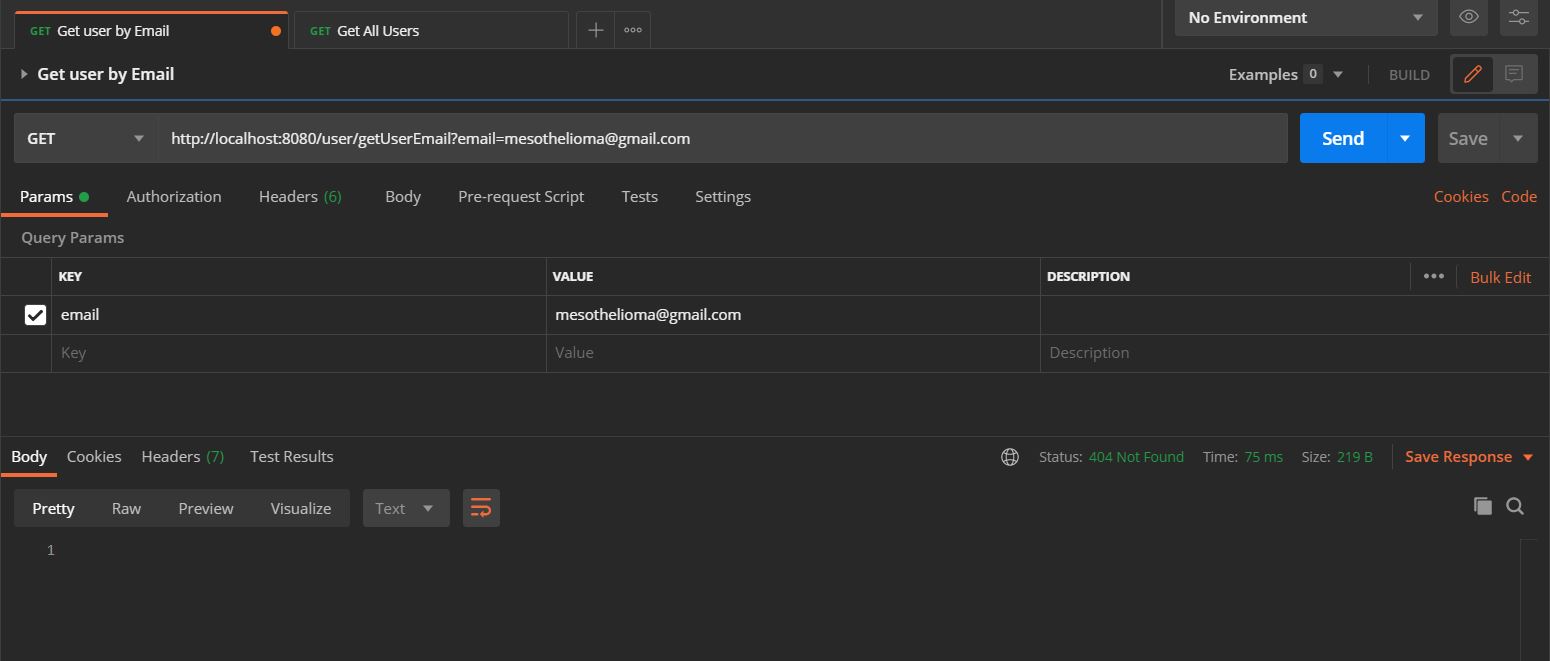 GET Get user by Email GET Get All Users No Environment
Get user by Email Examples 0 BUILD
GET http://localhost:8080/user/getUserEmail?email=mesothelioma@gmail.com Send Save
Params Authorization Headers (6) Body Pre-request Script Tests Settings Cookies Code
Query Params
KEY VALUE DESCRIPTION Bulk Edit
email mesothelioma@gmail.com
Key Value Description
Body Cookies Headers (7) Test Results Status: 404 Not Found Time: 75 ms Size: 219 B Save Response
Pretty Raw Preview Visualize Text
1